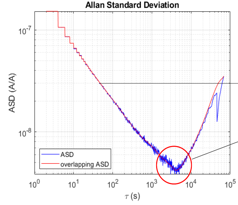 Allan Standard Deviation
10⁻⁷
ASD (A/A)
10⁻⁸
ASD
overlapping ASD
10⁰ 10¹ 10² 10³ 10⁴ 10⁵
τ (s)